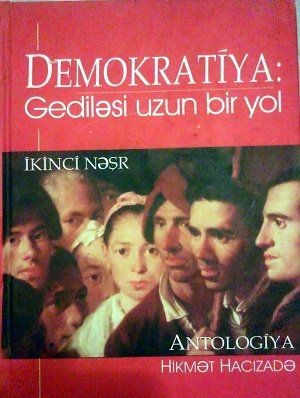 DEMOKRATİYA:
Gediləsi uzun bir yol
İKİNCİ NƏŞR
ANTOLOGİYA
HİKMƏT HACIZADƏ